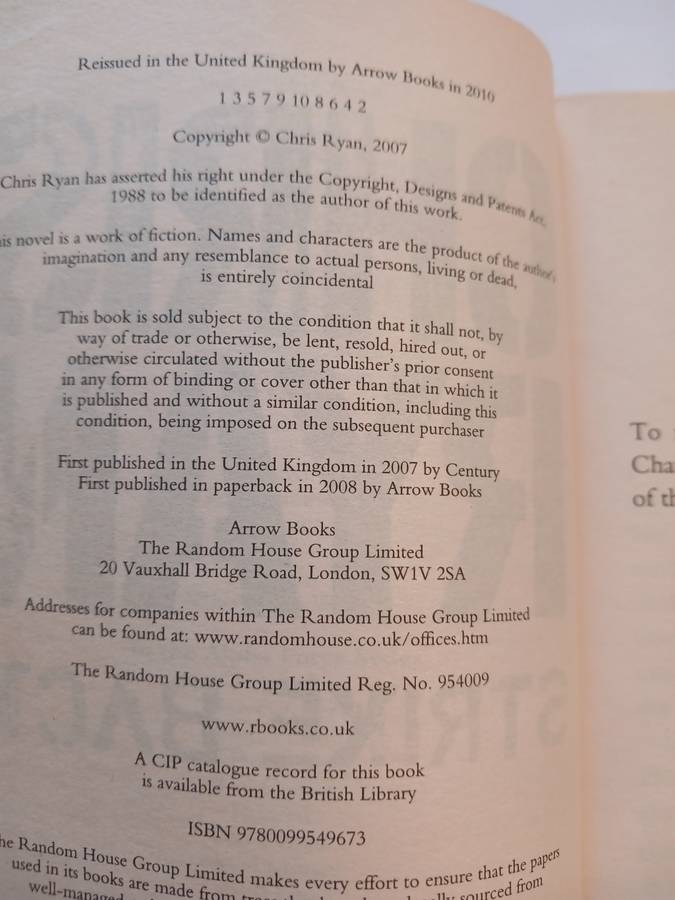 Reissued in the United Kingdom by Arrow Books in 2010
1 3 5 7 9 10 8 6 4 2
Copyright © Chris Ryan, 2007
Chris Ryan has asserted his right under the Copyright, Designs and Patents Act,
1988 to be identified as the author of this work.
novel is a work of fiction. Names and characters are the product of the author's
imagination and any resemblance to actual persons, living or dead,
is entirely coincidental
This book is sold subject to the condition that it shall not, by
way of trade or otherwise, be lent, resold, hired out, or
otherwise circulated without the publisher's prior consent
in any form of binding or cover other than that in which it
is published and without a similar condition, including this
condition, being imposed on the subsequent purchaser
First published in the United Kingdom in 2007 by Century
First published in paperback in 2008 by Arrow Books
Arrow Books
The Random House Group Limited
20 Vauxhall Bridge Road, London, SW1V 2SA
Addresses for companies within The Random House Group Limited
can be found at: www.randomhouse.co.uk/offices.htm
The Random House Group Limited Reg. No. 954009
www.rbooks.co.uk
A CIP catalogue record for this book
is available from the British Library
ISBN 9780099549673
he Random House Group Limited makes every effort to ensure that the papers
used in its books are made from sourced from
To
Cha
of th